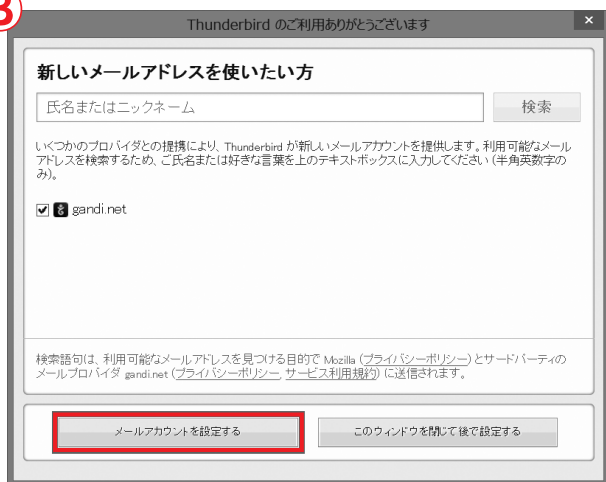 3
Thunderbird のご利用ありがとうございます
×
新しいメールアドレスを使いたい方
氏名またはニックネーム
検索
いくつかのプロバイダとの提携により、Thunderbird が新しいメールアカウントを提供します。利用可能なメール
アドレスを検索するため、ご氏名または好きな言葉を上のテキストボックスに入力してください (半角英数字の
み)。
gandi.net
検索語句は、利用可能なメールアドレスを見つける目的で Mozilla (プライバシーポリシー) とサードパーティの
メールプロバイダ gandi.net (プライバシーポリシー, サービス利用規約) に送信されます。
メールアカウントを設定する
このウィンドウを閉じて後で設定する